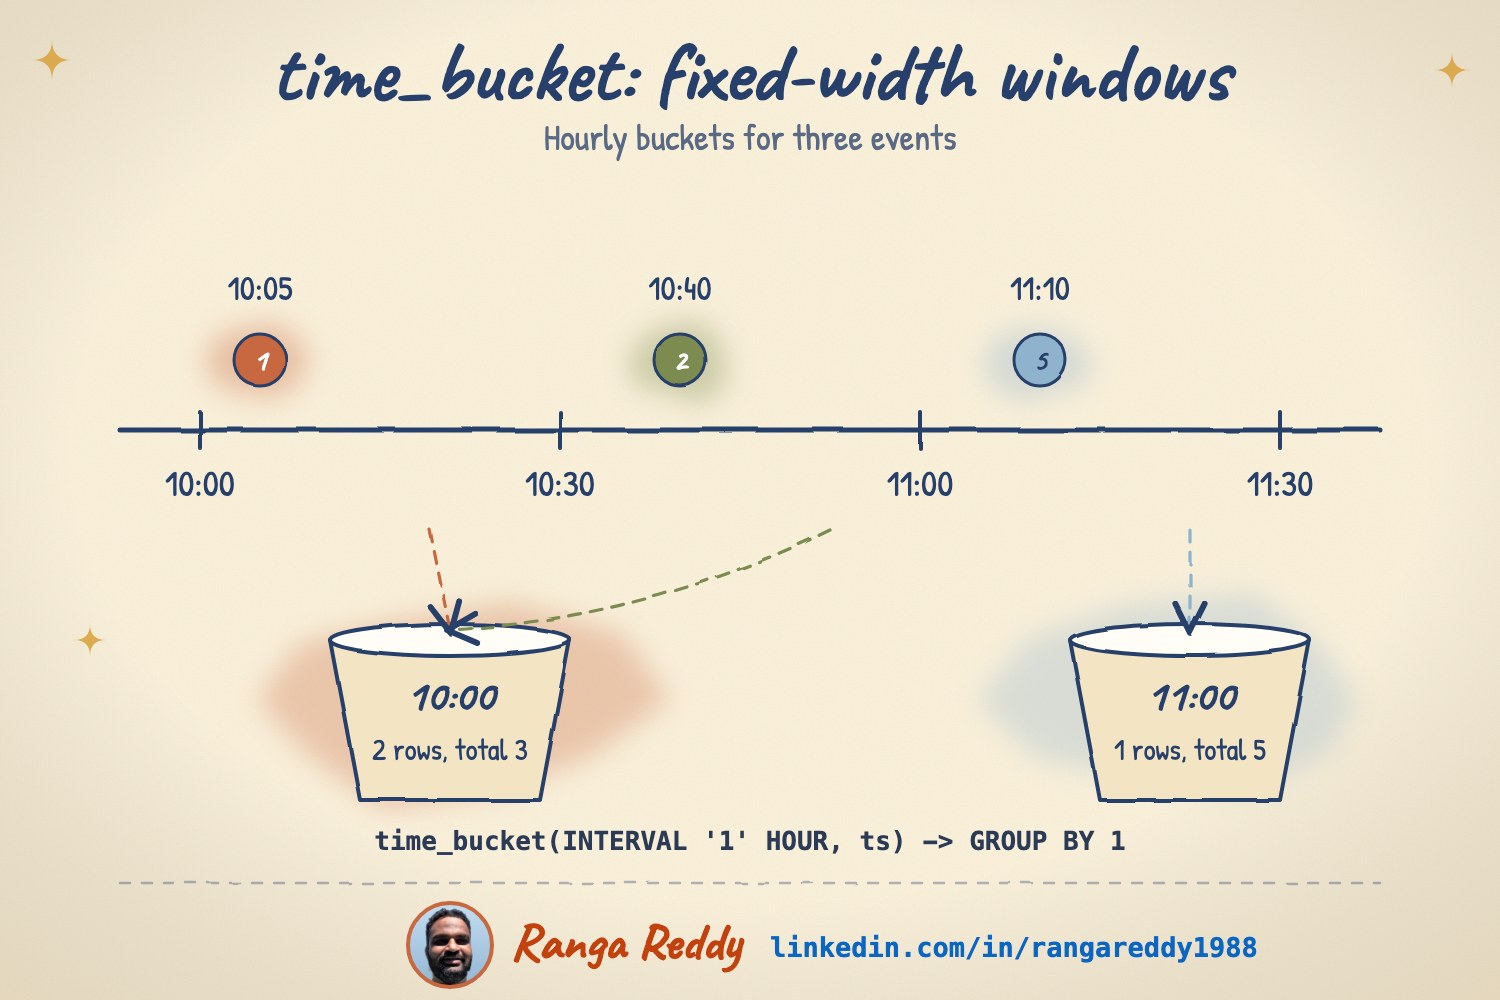 time_bucket: fixed-width windows
Hourly buckets for three events
10:05 10:40 11:10
1 2 5
10:00 10:30 11:00 11:30
10:00 11:00
2 rows, total 3 1 rows, total 5
time_bucket(INTERVAL '1' HOUR, ts) —> GROUP BY 1
Ranga Reddy linkedin.com/in/rangareddy1988